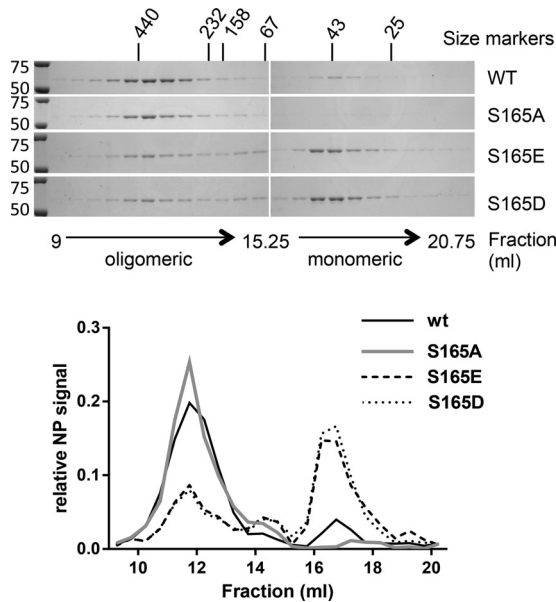 440 232 158 67 43 25 Size markers
75
50
WT
75
50
S165A
75
50
S165E
75
50
S165D
9 oligomeric 15.25 monomeric 20.75 Fraction
(ml)
wt
S165A
S165E
S165D
relative NP signal
0.3
0.2
0.1
0.0
10 12 14 16 18 20
Fraction (ml)